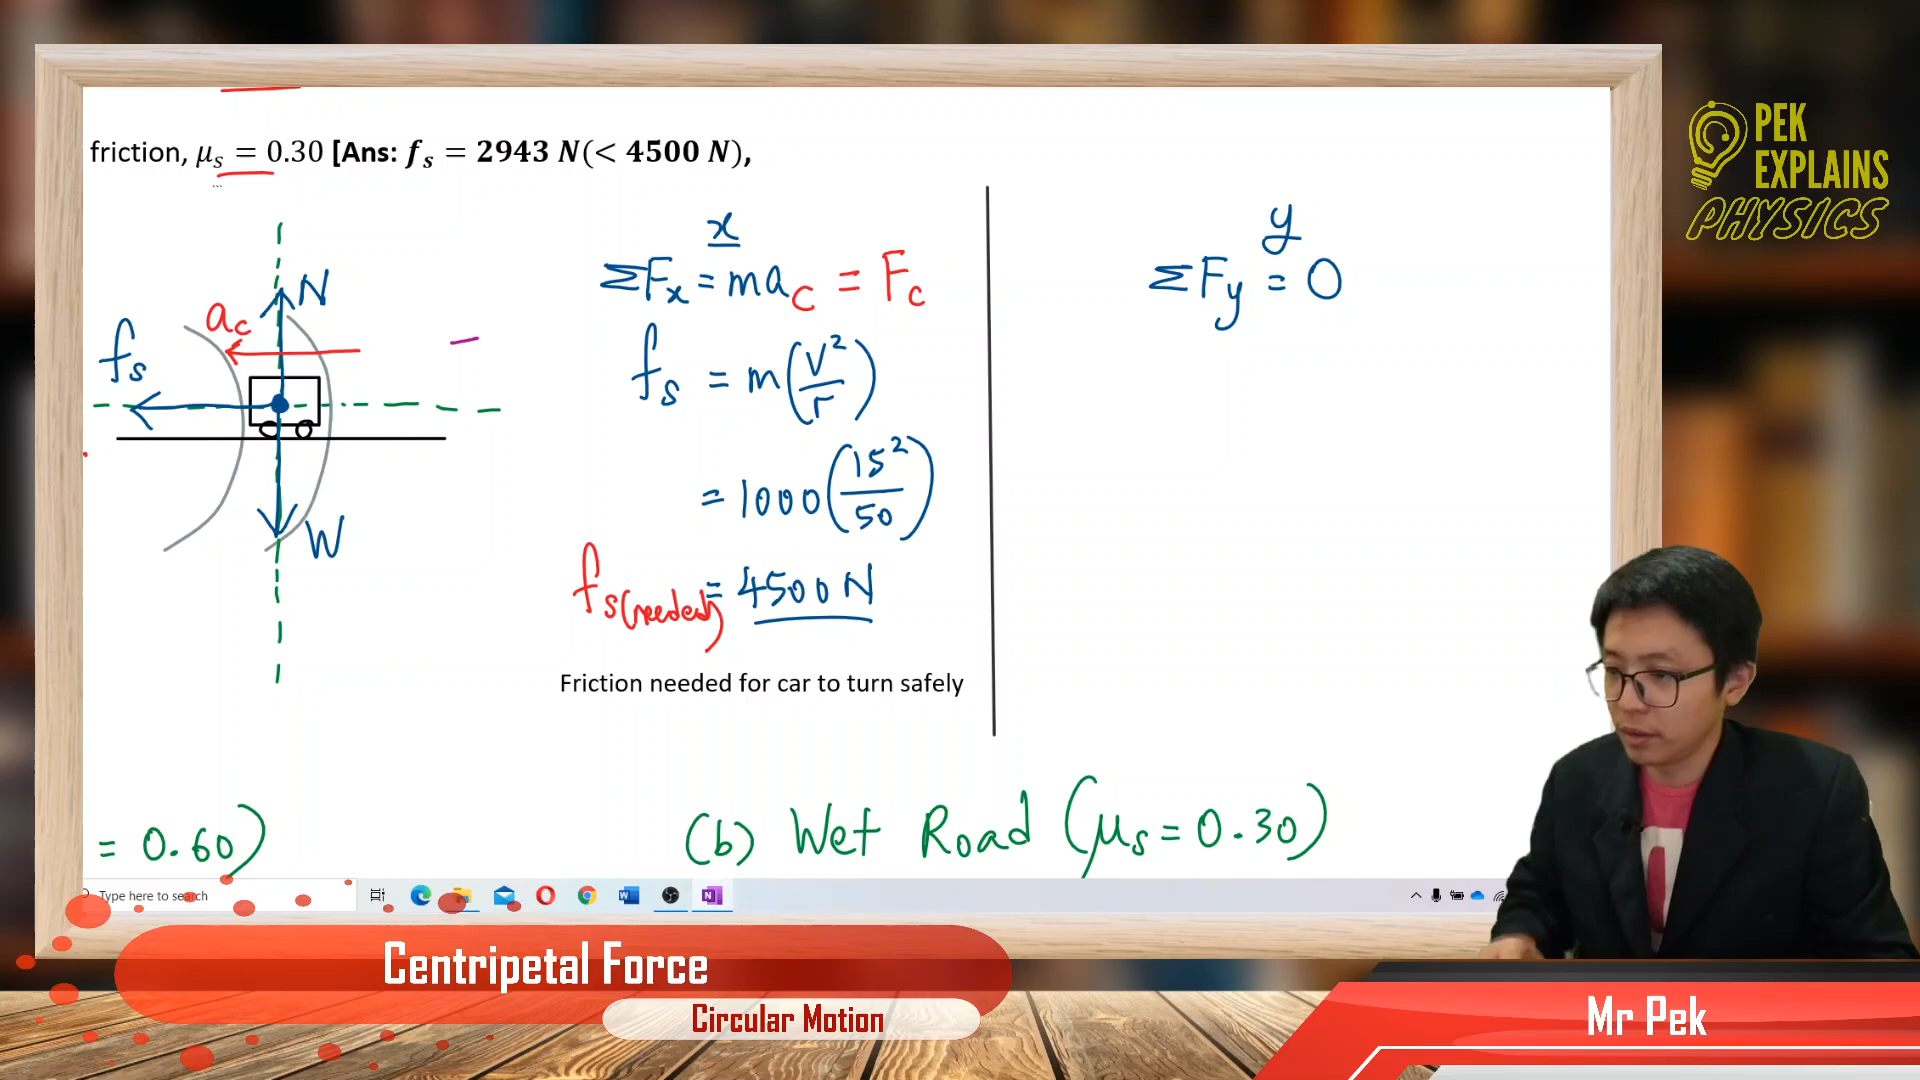 friction, μs = 0.30 [Ans: fs = 2943 N(< 4500 N),
PEK
EXPLAINS
PHYSICS
N
ac
fs
W
x
ΣFx = mac = Fc
fs = m(v²/r)
= 1000(15²/50)
fs(needed) = 4500 N
Friction needed for car to turn safely
y
ΣFy = 0
= 0.60)
(b) Wet Road (μs = 0.30)
Type here to search
Centripetal Force
Circular Motion
Mr Pek